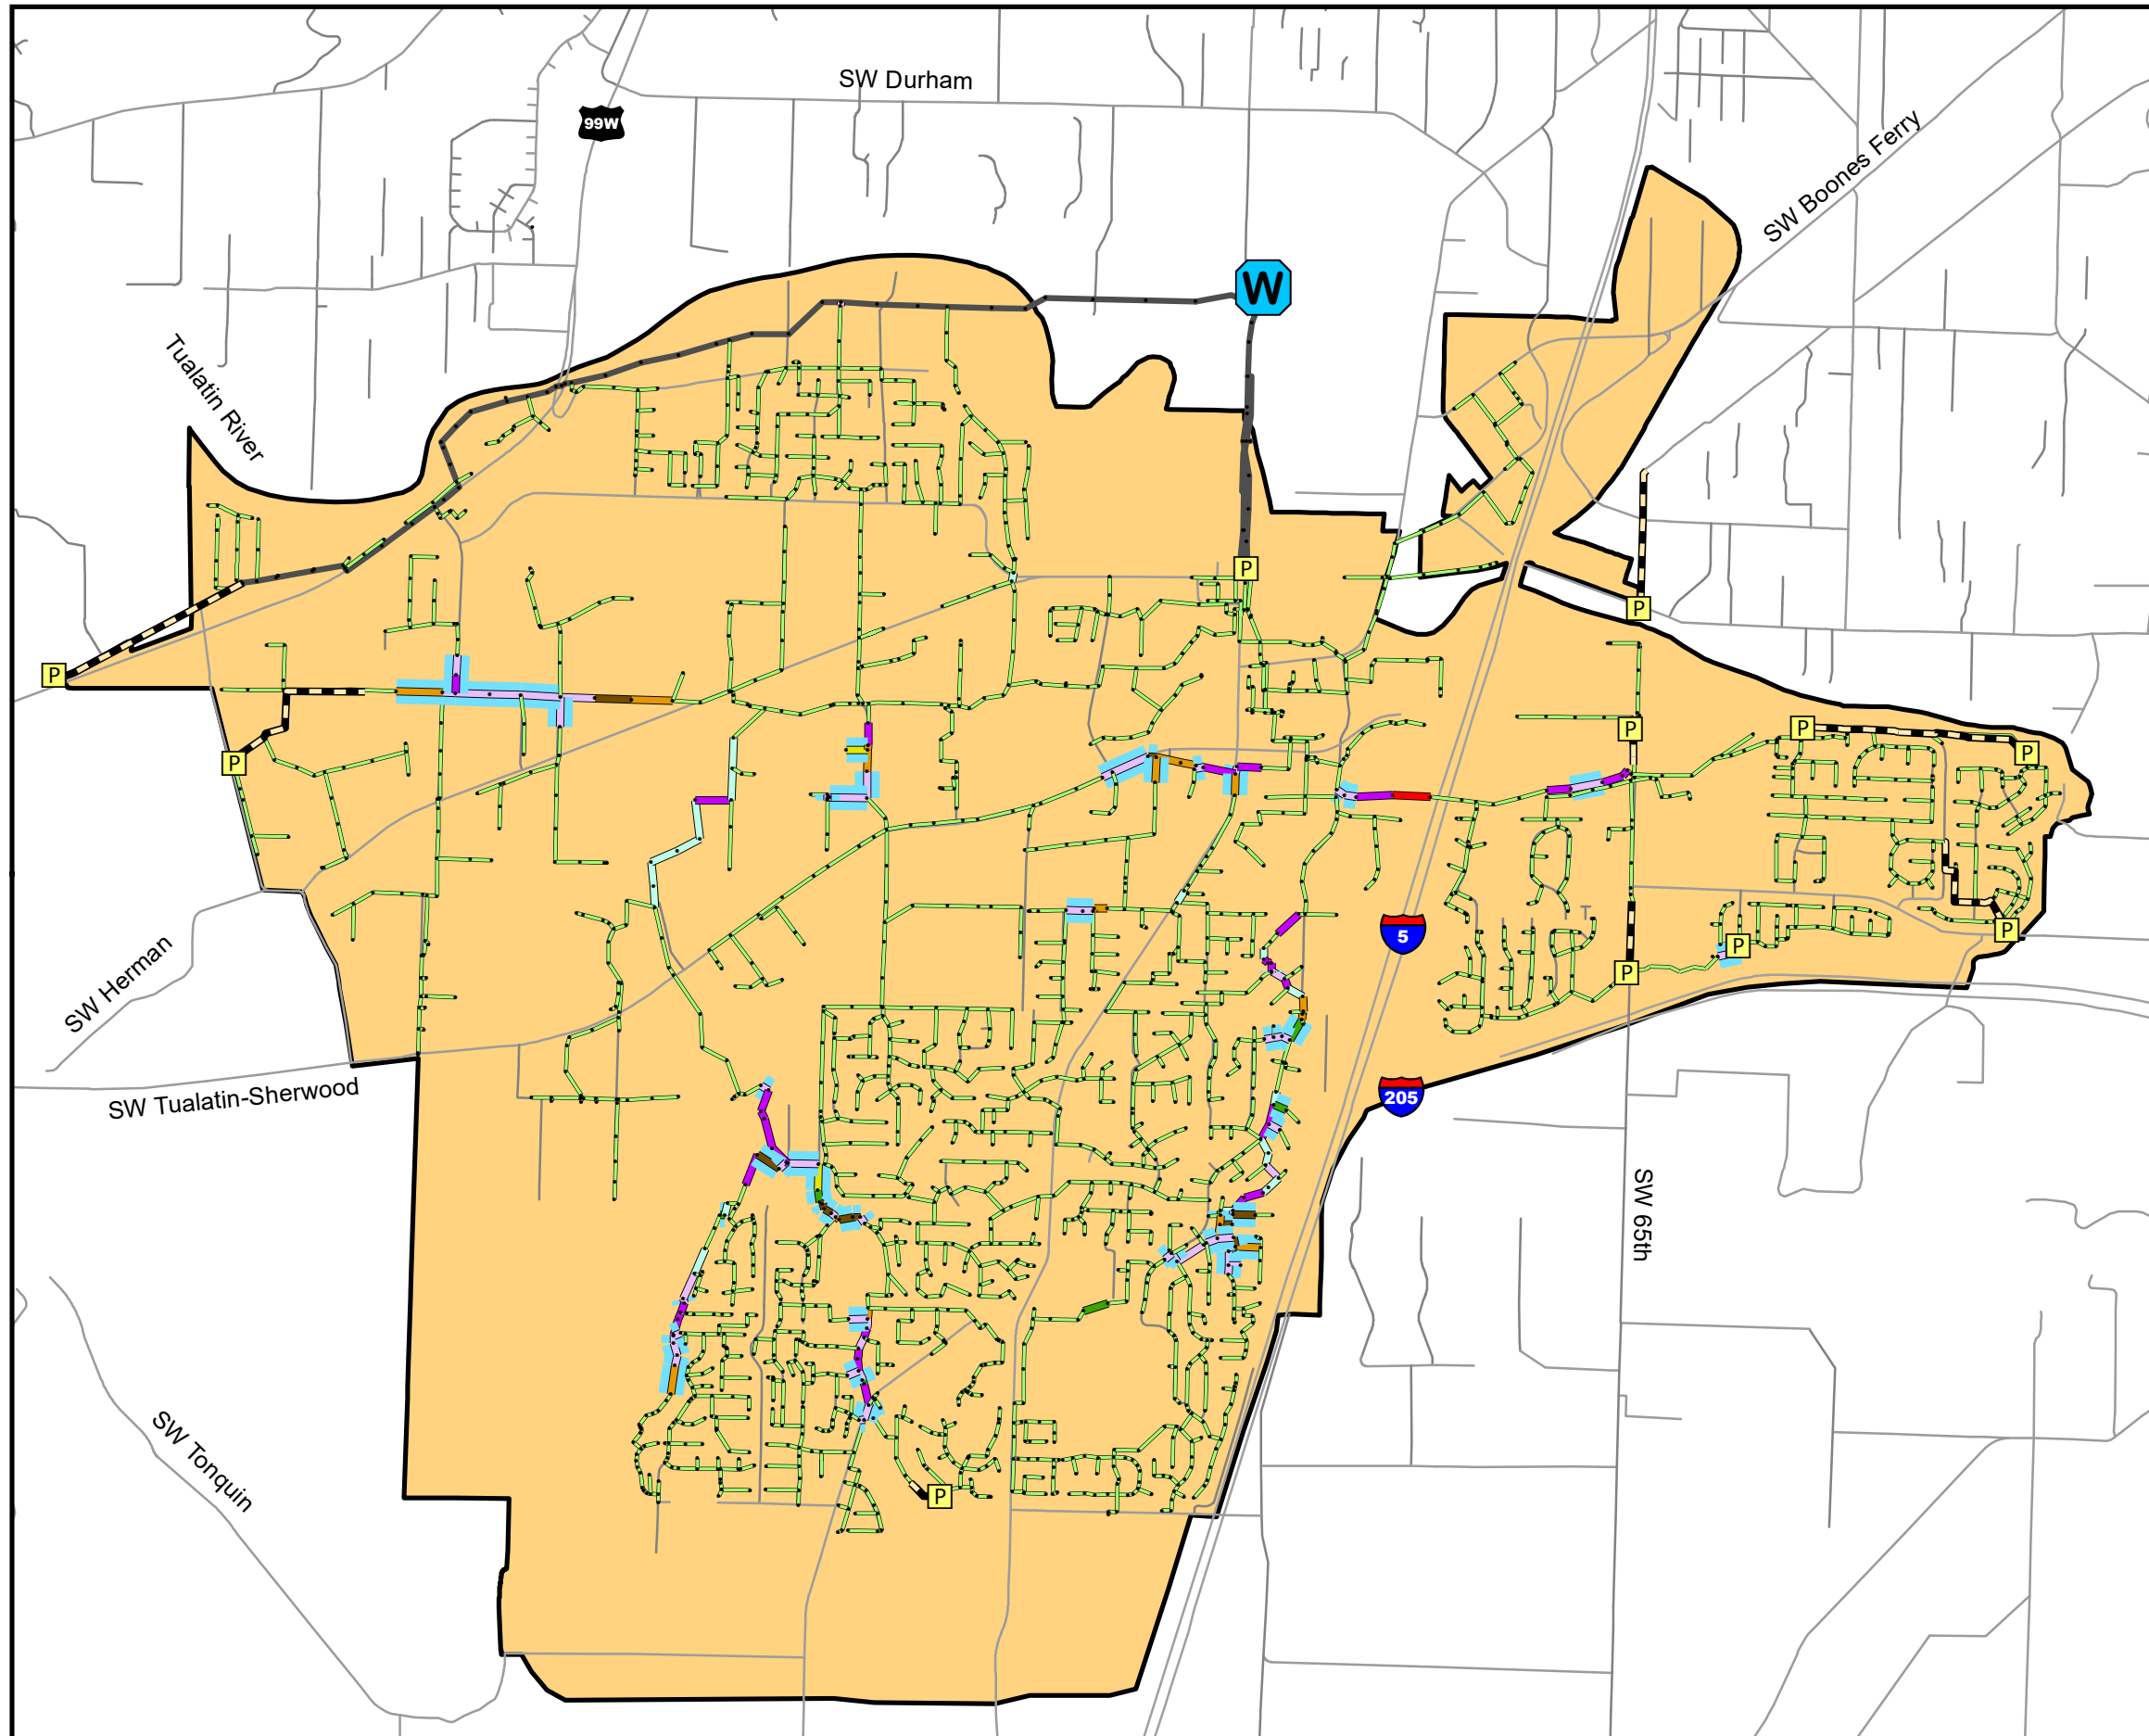 SW Durham
99W
SW Boones Ferry
W
Tualatin River
P
P
P
P
P
P
P
5
P
P
P
SW Herman
205
SW Tualatin-Sherwood
SW 65th
SW Tonquin
P